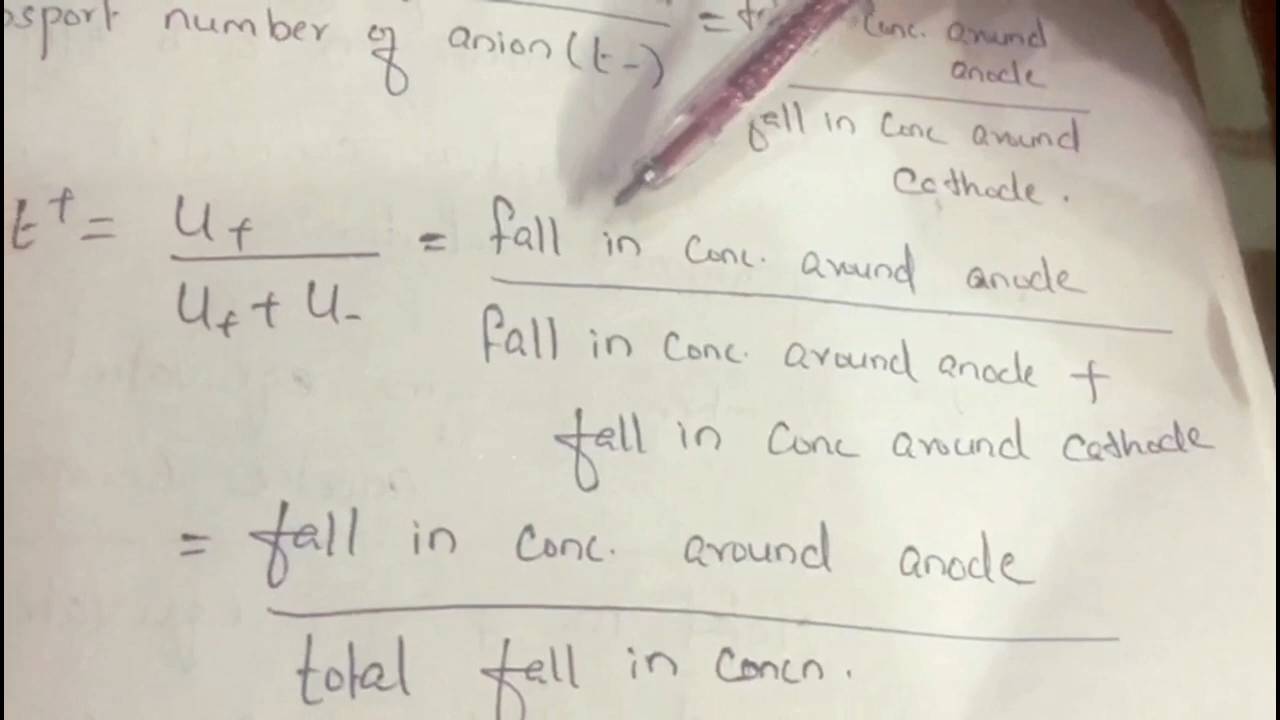 number of anion (t-) = Conc. around
anode
fall in Conc around
Cathode.
t+ = U+ / U+ + U- = fall in Conc. around anode
fall in Conc. around anode +
fall in Conc around Cathode
= fall in Conc. around anode
total fall in concn.